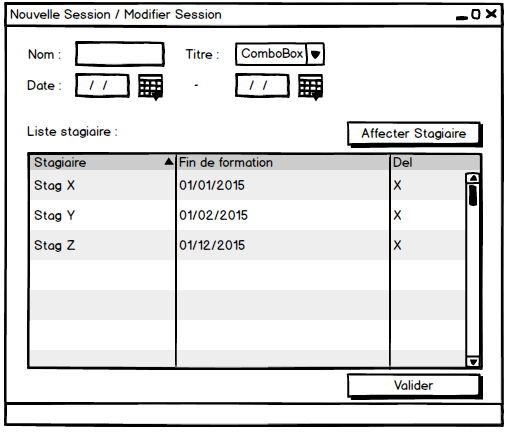 Nouvelle Session / Modifier Session
Nom : Titre : ComboBox
Date : / / - / /
Liste stagiaire : Affecter Stagiaire
Stagiaire Fin de formation Del
Stag X 01/01/2015 X
Stag Y 01/02/2015 X
Stag Z 01/12/2015 X
Valider